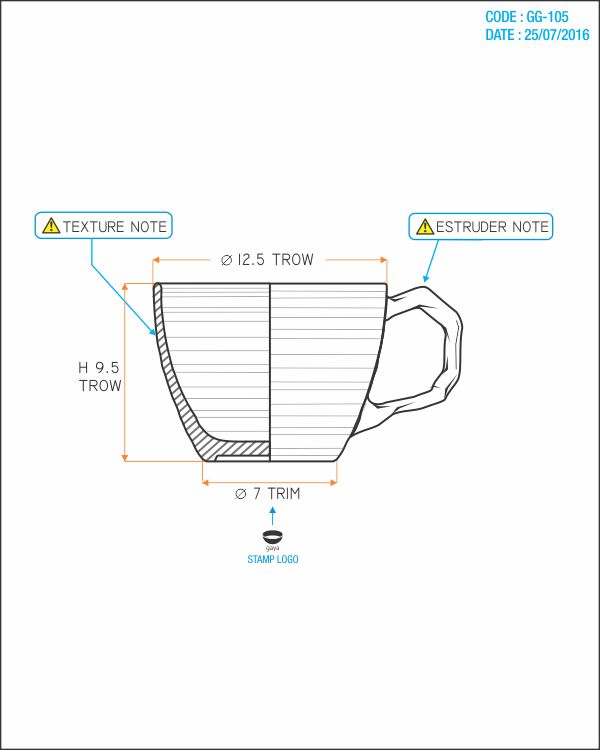 CODE : GG-105
DATE : 25/07/2016
TEXTURE NOTE
ESTRUDER NOTE
Ø 12.5 TROW
H 9.5
TROW
Ø 7 TRIM
gaya
STAMP LOGO